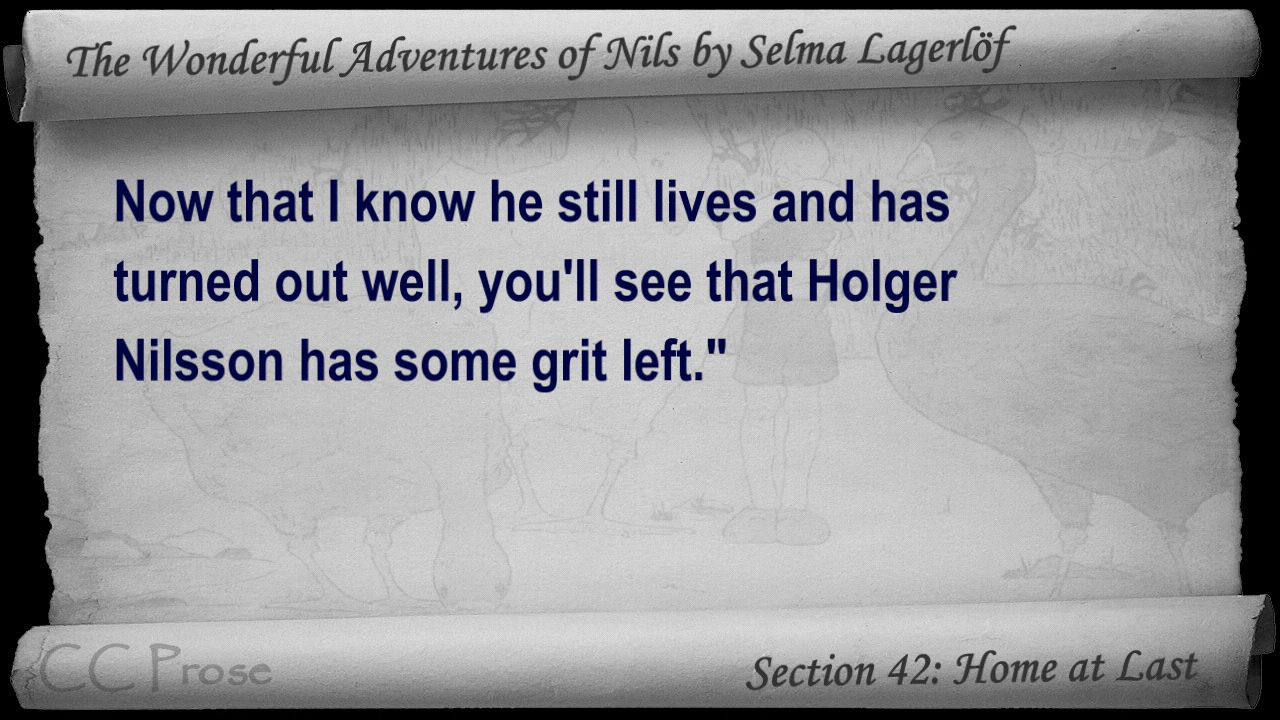 The Wonderful Adventures of Nils by Selma Lagerlöf
Now that I know he still lives and has
turned out well, you'll see that Holger
Nilsson has some grit left."
CC Prose
Section 42: Home at Last